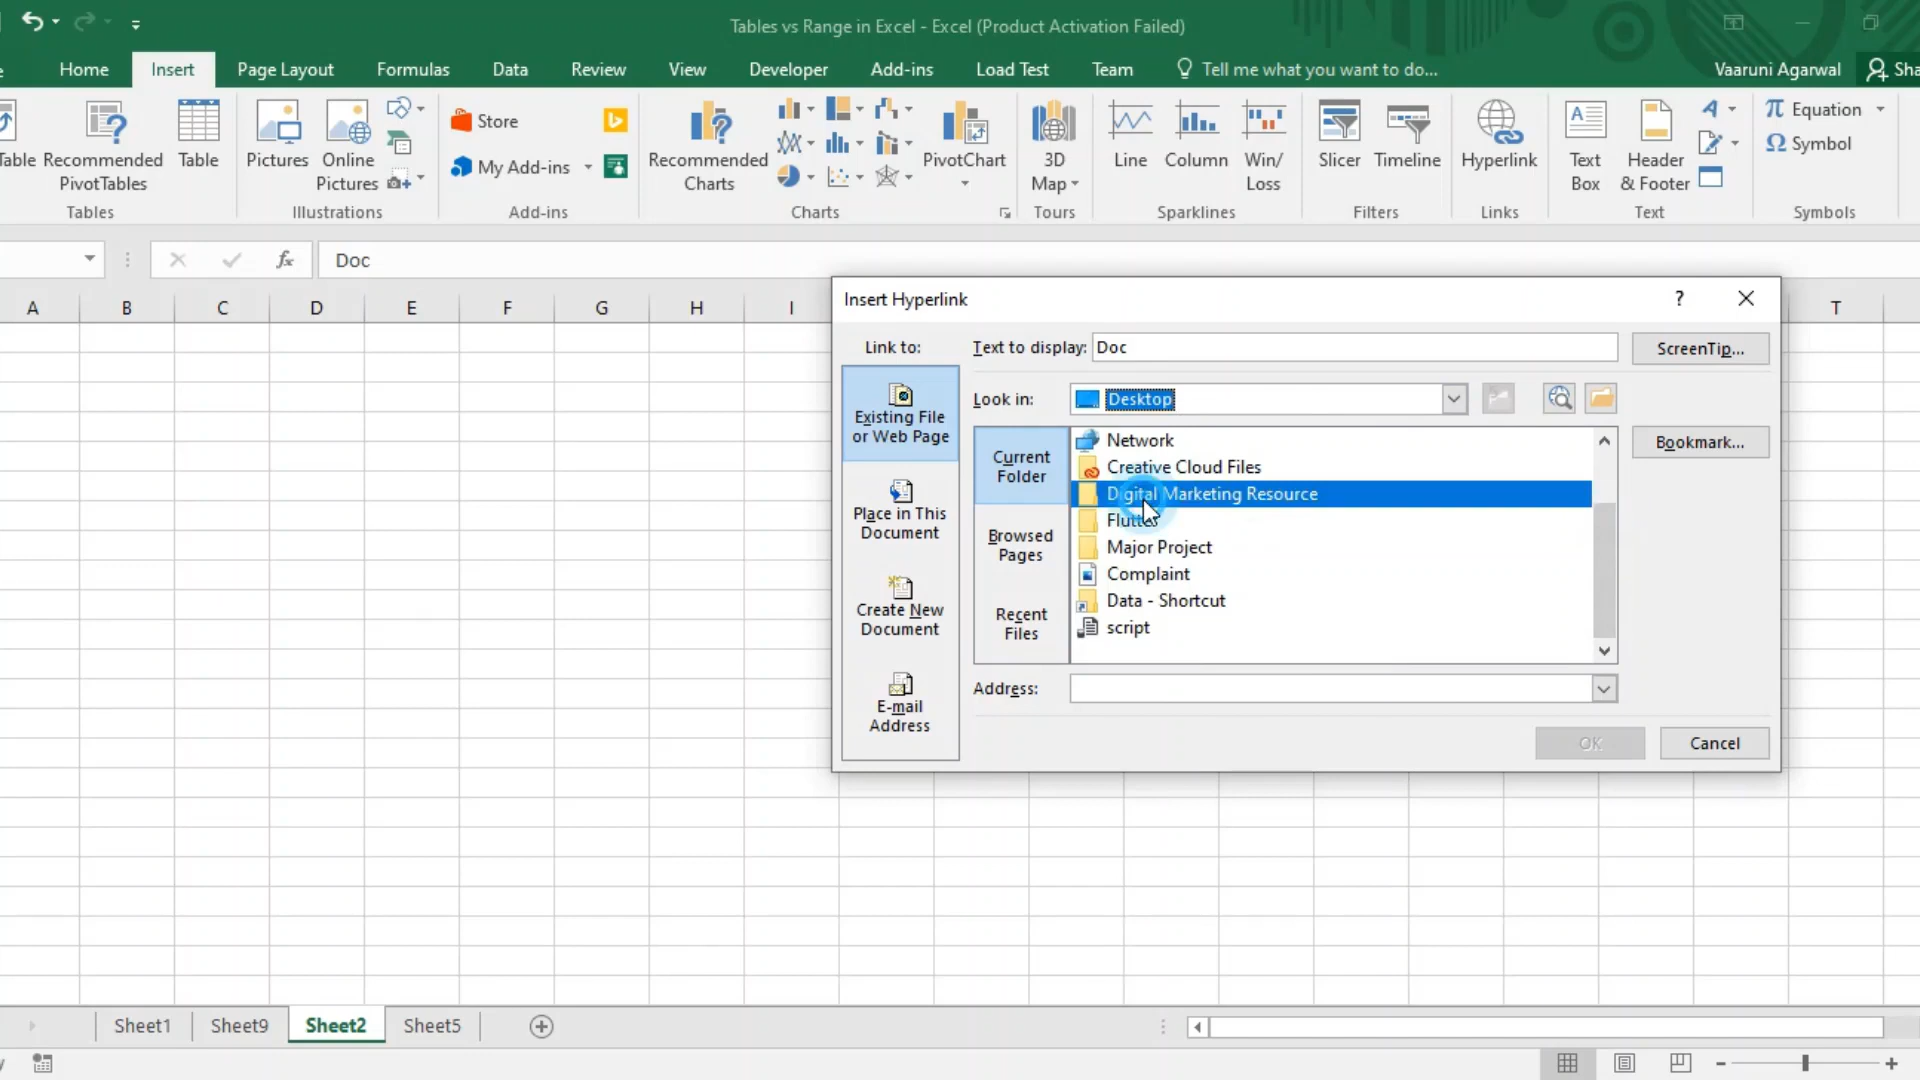 Tables vs Range in Excel - Excel (Product Activation Failed)
Home Insert Page Layout Formulas Data Review View Developer Add-ins Load Test Team Tell me what you want to do... Vaaruni Agarwal Sha
Table
Recommended PivotTables
Table
Tables
Pictures
Online Pictures
Illustrations
Store
My Add-ins
Add-ins
Recommended Charts
PivotChart
Charts
3D Map
Tours
Line
Column
Win/ Loss
Sparklines
Slicer
Timeline
Filters
Hyperlink
Links
Text Box
Header & Footer
Text
Equation
Symbol
Symbols
fx Doc
A B C D E F G H I T
Insert Hyperlink ?
Link to:
Text to display: Doc
ScreenTip...
Existing File or Web Page
Place in This Document
Create New Document
E-mail Address
Look in: Desktop
Current Folder
Browsed Pages
Recent Files
Network
Creative Cloud Files
Digital Marketing Resource
Flutter
Major Project
Complaint
Data - Shortcut
script
Bookmark...
Address:
OK Cancel
Sheet1 Sheet9 Sheet2 Sheet5